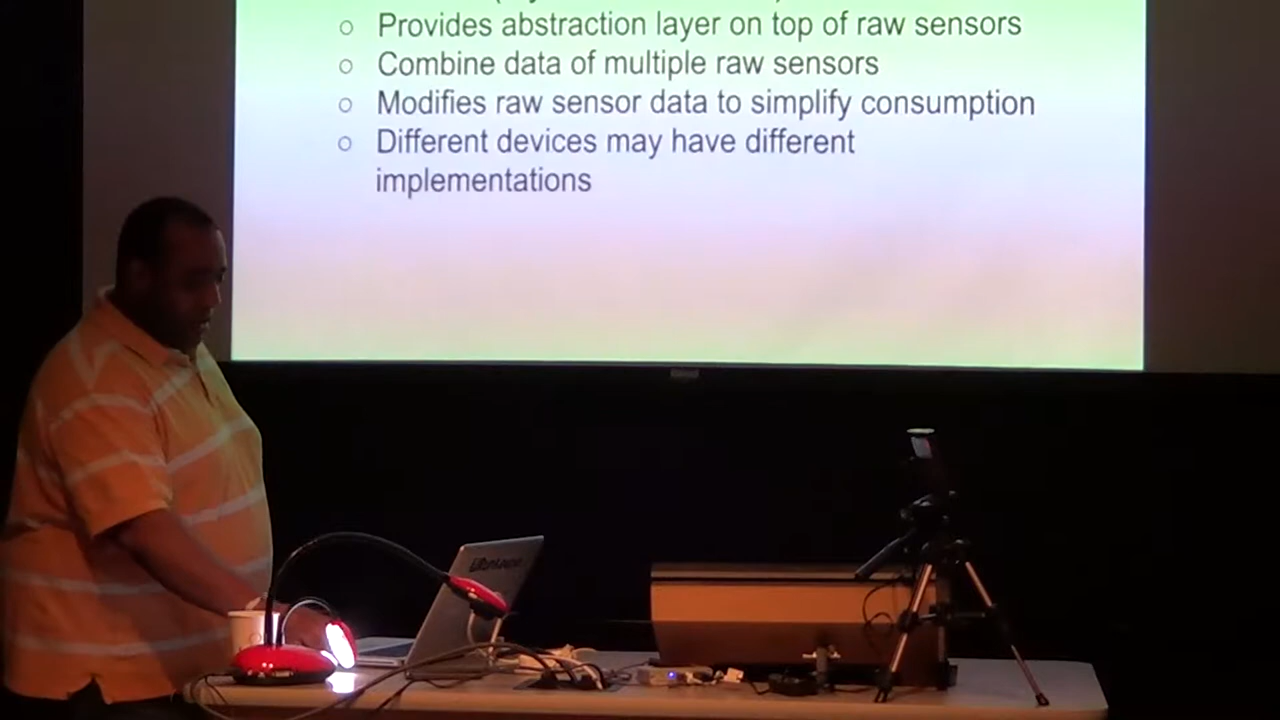 Provides abstraction layer on top of raw sensors
Combine data of multiple raw sensors
Modifies raw sensor data to simplify consumption
Different devices may have different
implementations